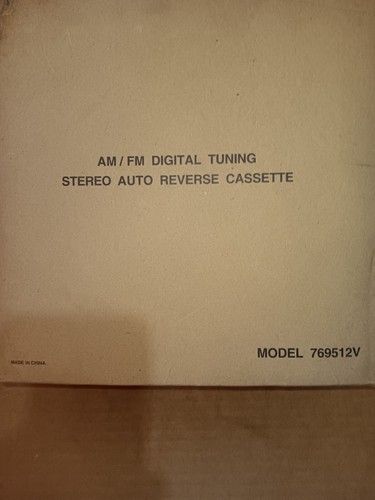 AM / FM DIGITAL TUNING
STEREO AUTO REVERSE CASSETTE
MODEL 769512V
MADE IN CHINA